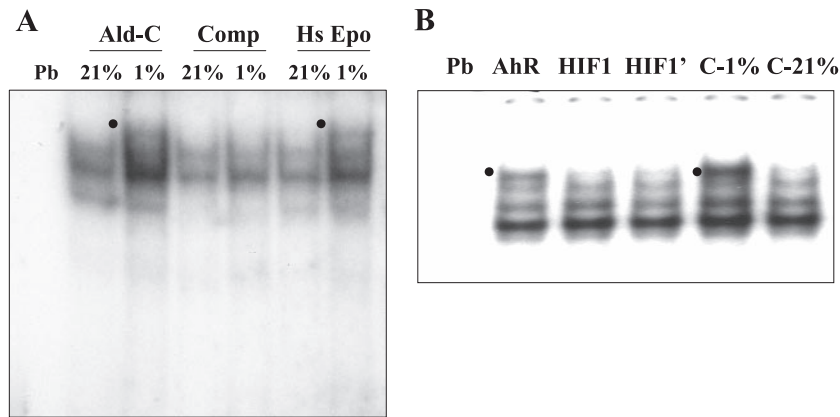 A
Ald-C Comp Hs Epo
Pb 21% 1% 21% 1% 21% 1%
B
Pb AhR HIF1 HIF1’ C-1% C-21%